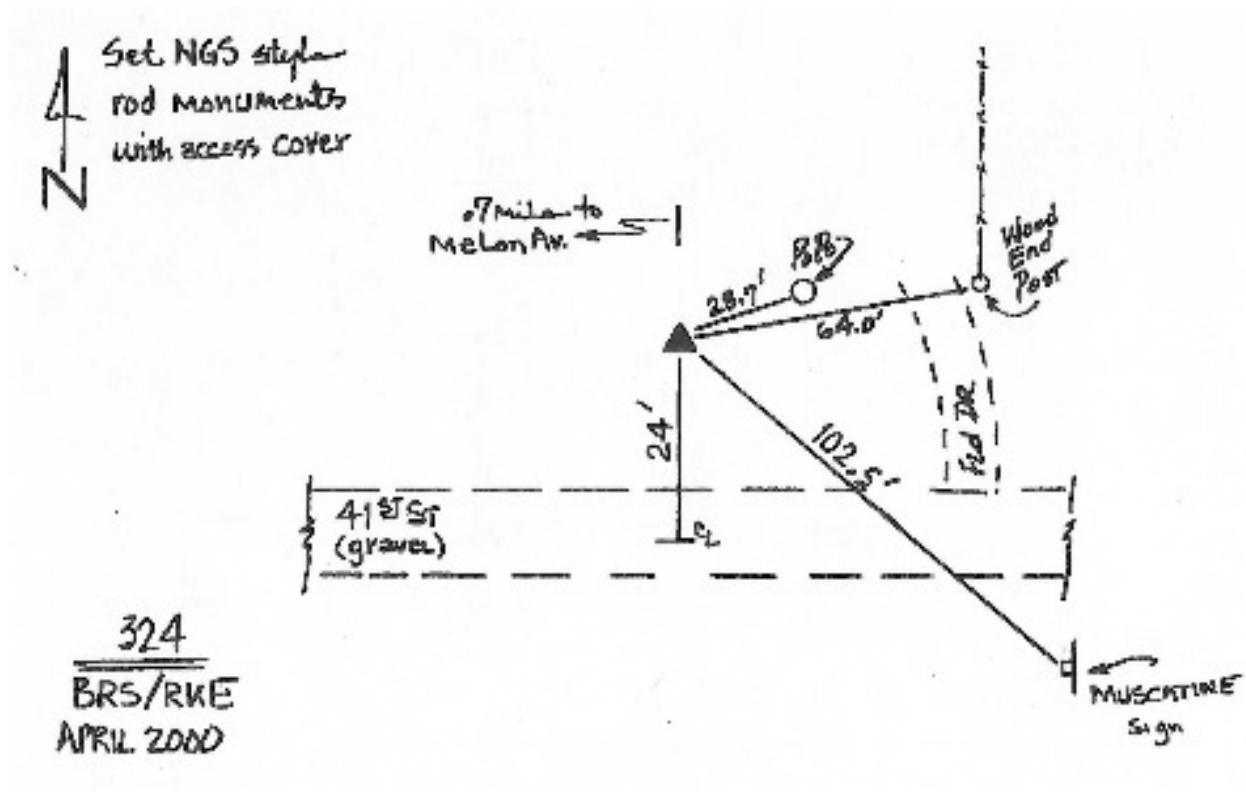 Set NGS style
rod monuments
with access cover
N
.7 Mile to
Melon Av.
28.7'
64.0'
Wood
End
Post
24'
102.5'
Fld DR
41ST ST
(gravel)
CL
324
BRS/RKE
APRIL 2000
MUSCATINE
Sign